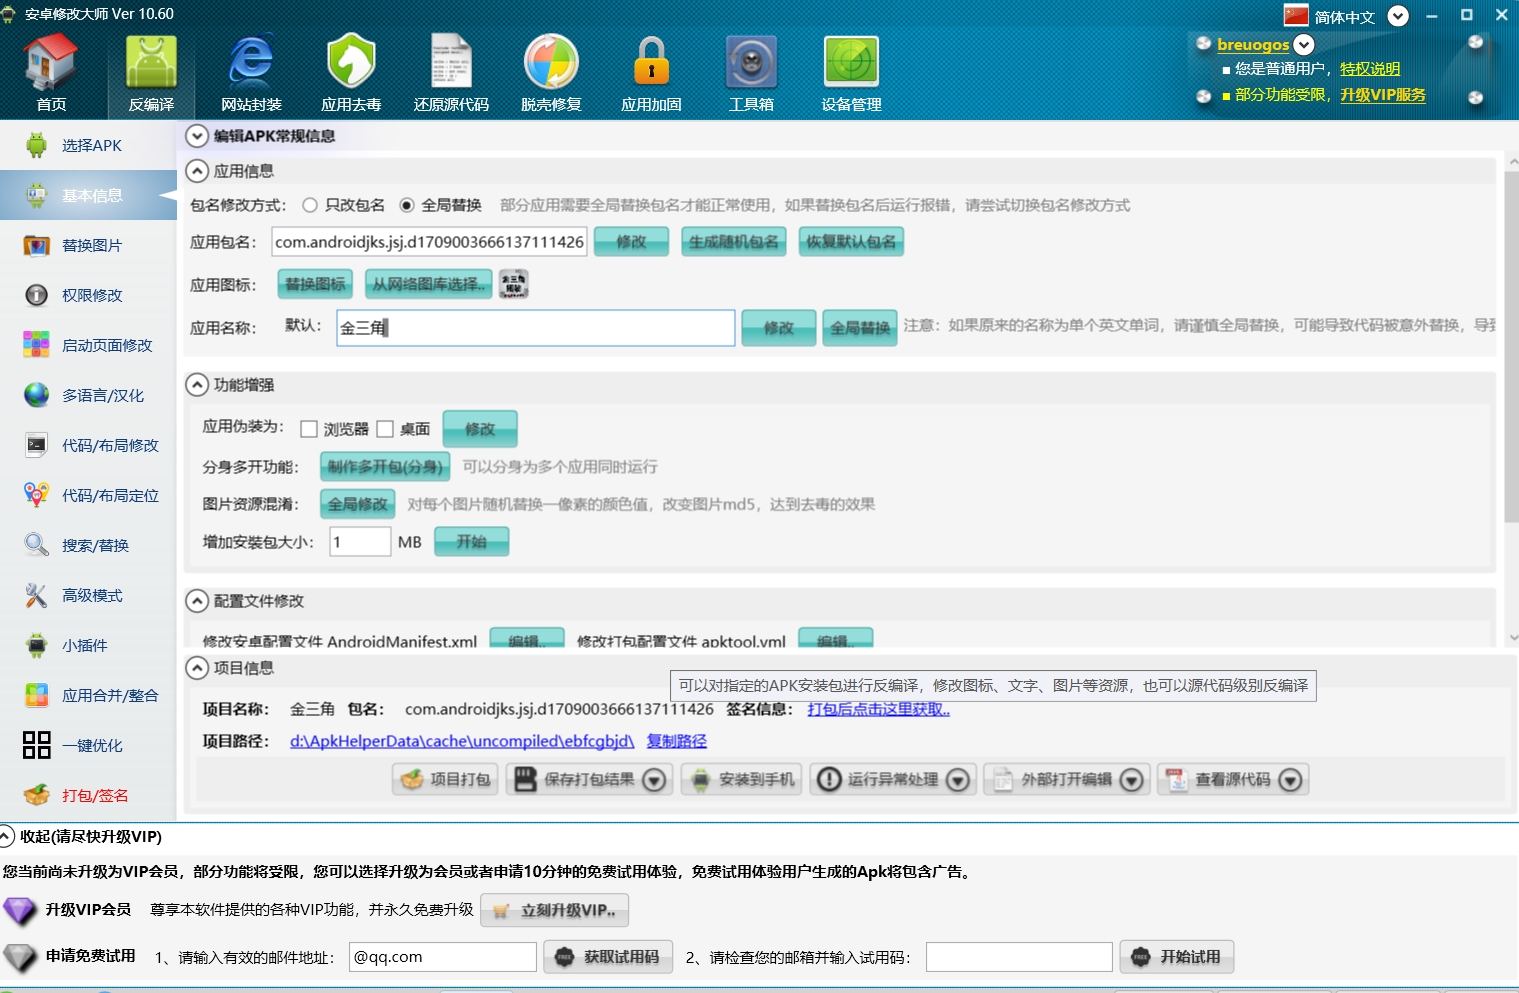 安卓修改大师 Ver 10.60
简体中文
首页
反编译
网站封装
应用去毒
还原源代码
脱壳修复
应用加固
工具箱
设备管理
breuogos
您是普通用户，特权说明
部分功能受限，升级VIP服务
选择APK
基本信息
替换图片
权限修改
启动页面修改
多语言/汉化
代码/布局修改
代码/布局定位
搜索/替换
高级模式
小插件
应用合并/整合
一键优化
打包/签名
编辑APK常规信息
应用信息
包名修改方式： 只改包名 全局替换 部分应用需要全局替换包名才能正常使用，如果替换包名后运行报错，请尝试切换包名修改方式
应用包名： com.androidjks.jsj.d1709003666137111426 修改 生成随机包名 恢复默认包名
应用图标： 替换图标 从网络图库选择..
应用名称： 默认： 金三角 修改 全局替换 注意：如果原来的名称为单个英文单词，请谨慎全局替换，可能导致代码被意外替换，导致
功能增强
应用伪装为： 浏览器 桌面 修改
分身多开功能： 制作多开包(分身) 可以分身为多个应用同时运行
图片资源混淆： 全局修改 对每个图片随机替换一像素的颜色值，改变图片md5，达到去毒的效果
增加安装包大小： 1 MB 开始
配置文件修改
修改安卓配置文件 AndroidManifest.xml 编辑.. 修改打包配置文件 apktool.yml 编辑..
项目信息
可以对指定的APK安装包进行反编译，修改图标、文字、图片等资源，也可以源代码级别反编译
项目名称： 金三角 包名： com.androidjks.jsj.d1709003666137111426 签名信息： 打包后点击这里获取..
项目路径： d:\ApkHelperData\cache\uncompiled\ebfcgbjd\ 复制路径
项目打包 保存打包结果 安装到手机 运行异常处理 外部打开编辑 查看源代码
收起(请尽快升级VIP)
您当前尚未升级为VIP会员，部分功能将受限，您可以选择升级为会员或者申请10分钟的免费试用体验，免费试用体验用户生成的Apk将包含广告。
升级VIP会员 尊享本软件提供的各种VIP功能，并永久免费升级 立刻升级VIP..
申请免费试用 1、请输入有效的邮件地址： @qq.com 获取试用码 2、请检查您的邮箱并输入试用码： 开始试用